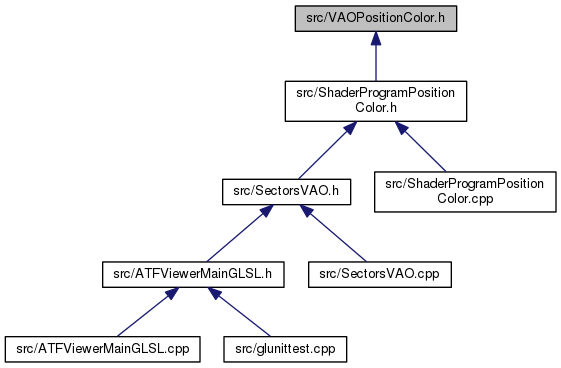 src/VAOPositionColor.h
src/ShaderProgramPosition
Color.h
src/SectorsVAO.h
src/ShaderProgramPosition
Color.cpp
src/ATFViewerMainGLSL.h
src/SectorsVAO.cpp
src/ATFViewerMainGLSL.cpp
src/glunittest.cpp